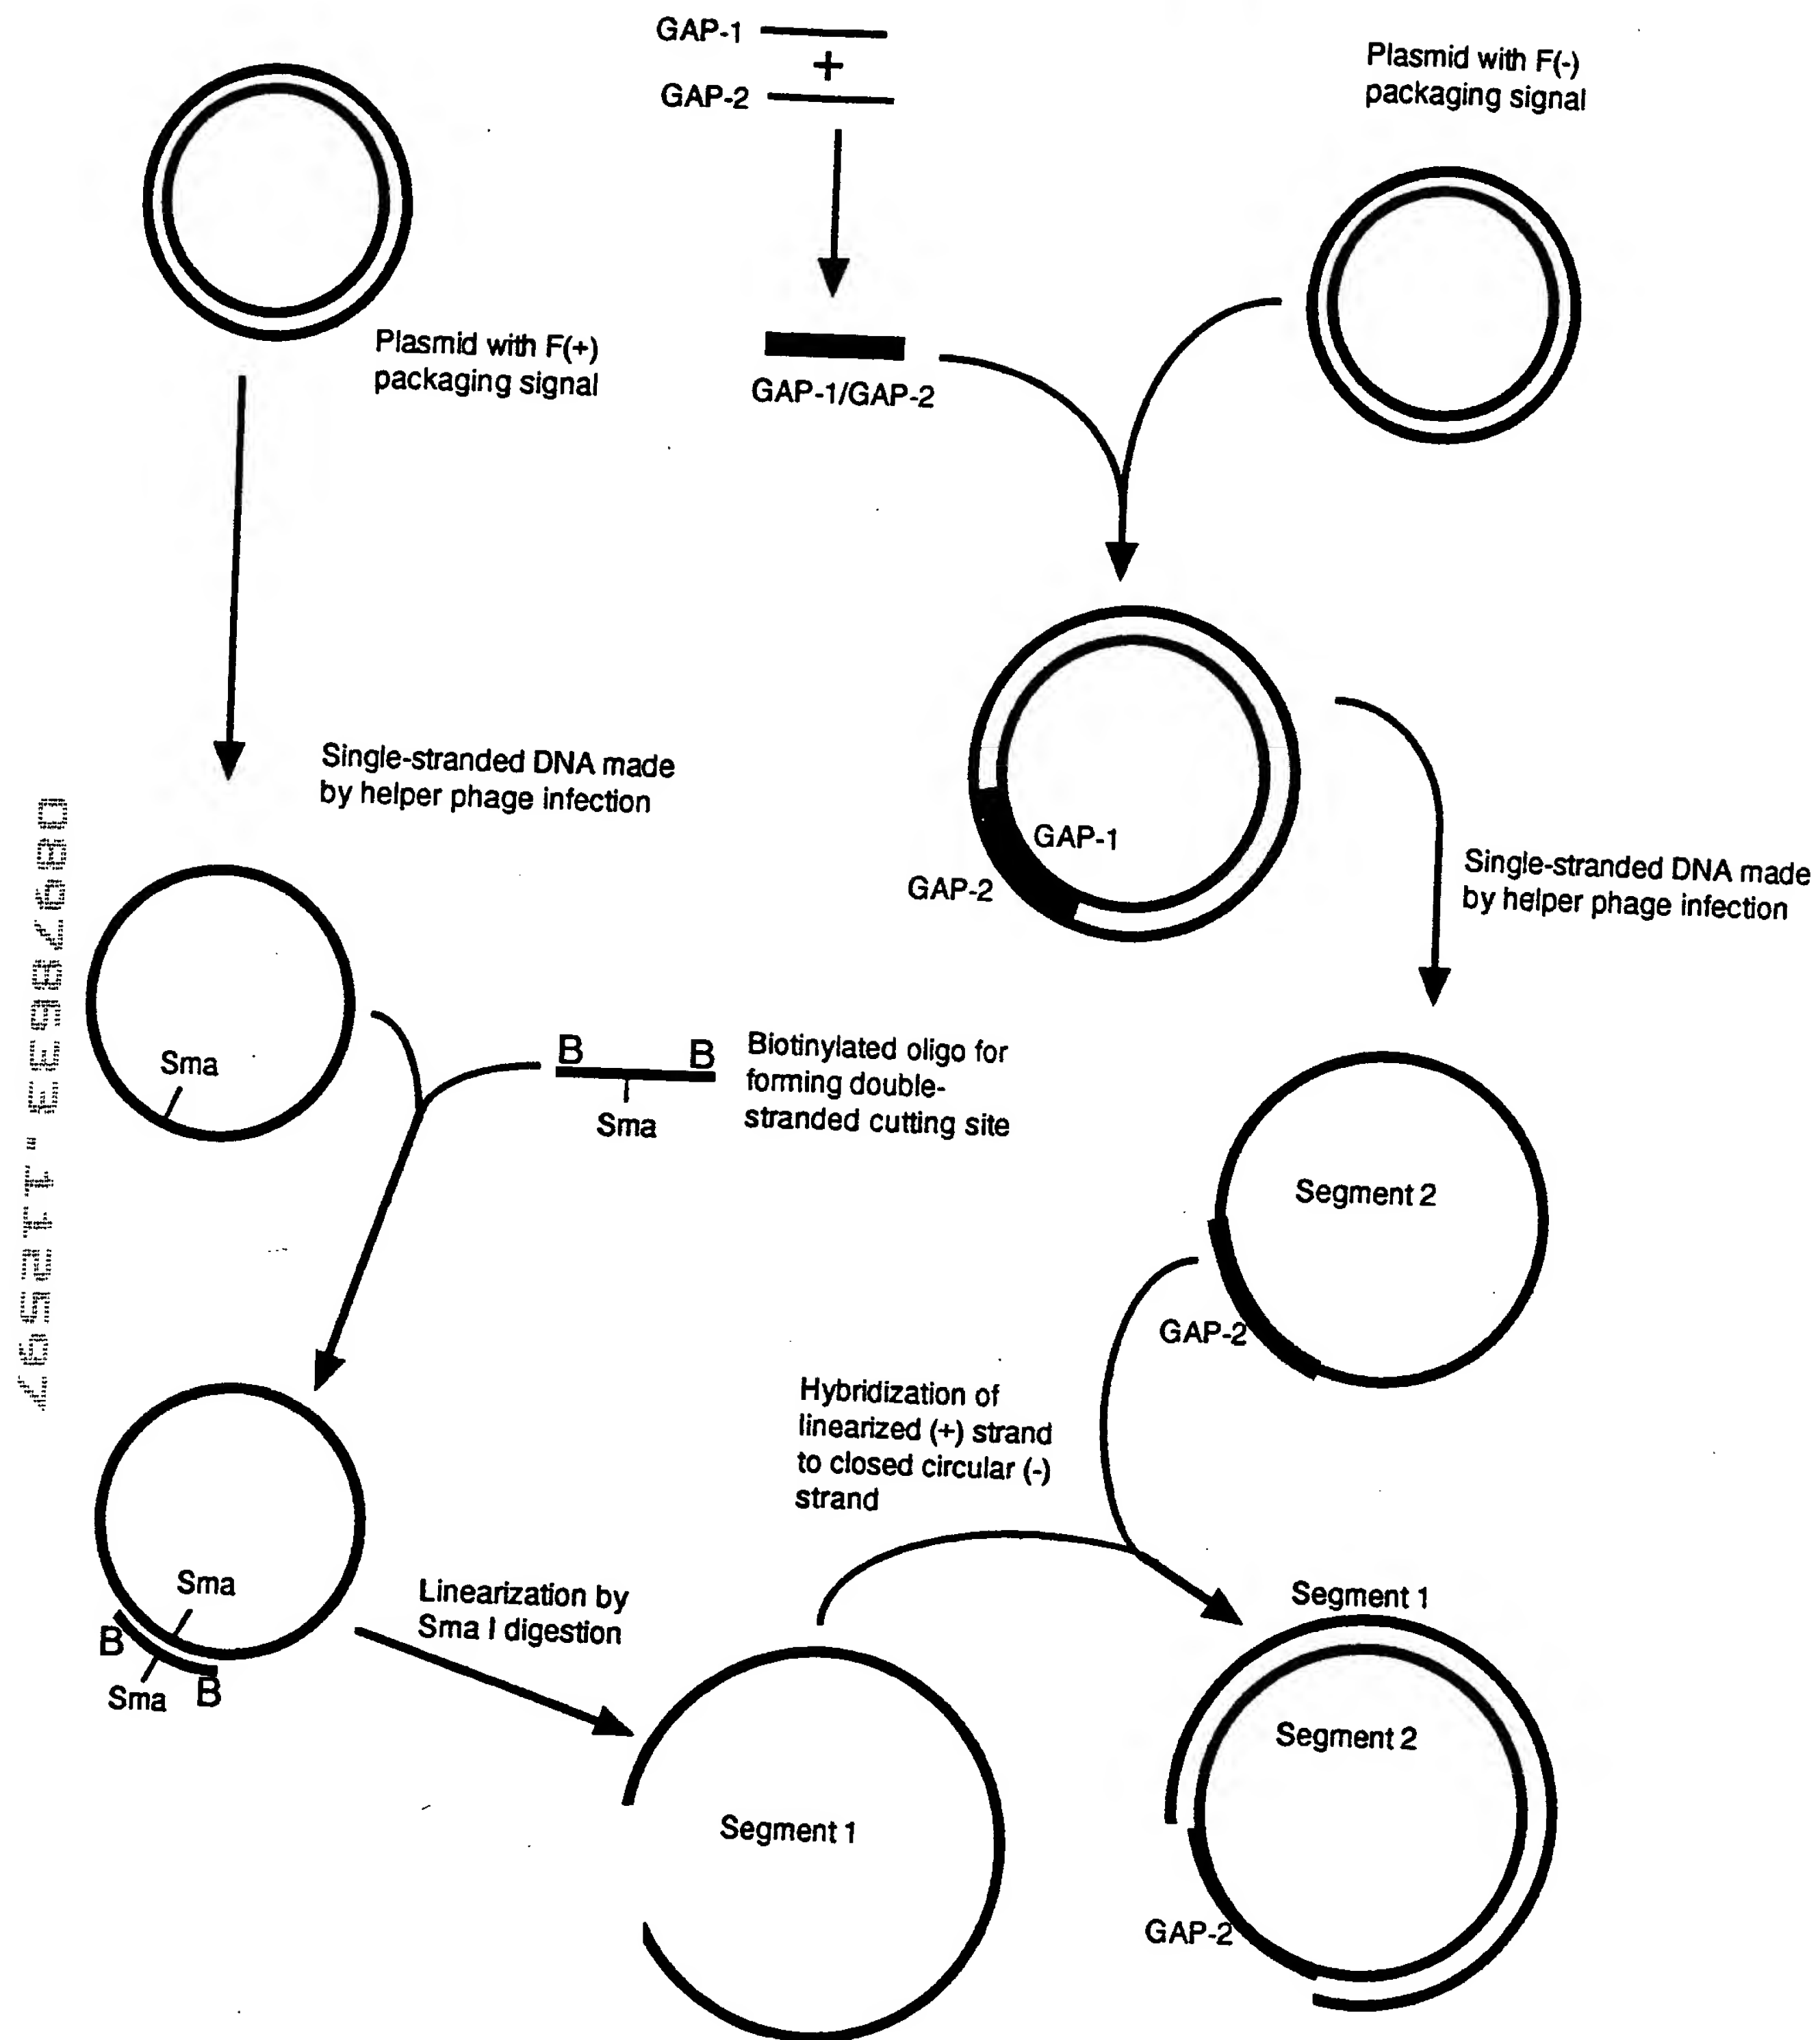 GAP-1
+
GAP-2
Plasmid with F(-)
packaging signal
Plasmid with F(+)
packaging signal
GAP-1/GAP-2
Single-stranded DNA made
by helper phage infection
GAP-1
GAP-2
Single-stranded DNA made
by helper phage infection
Sma
B B
Sma
Biotinylated oligo for
forming double-
stranded cutting site
Segment 2
GAP-2
Hybridization of
linearized (+) strand
to closed circular (-)
strand
Sma
B
Sma
B
Linearization by
Sma I digestion
Segment 1
Segment 1
Segment 2
GAP-2